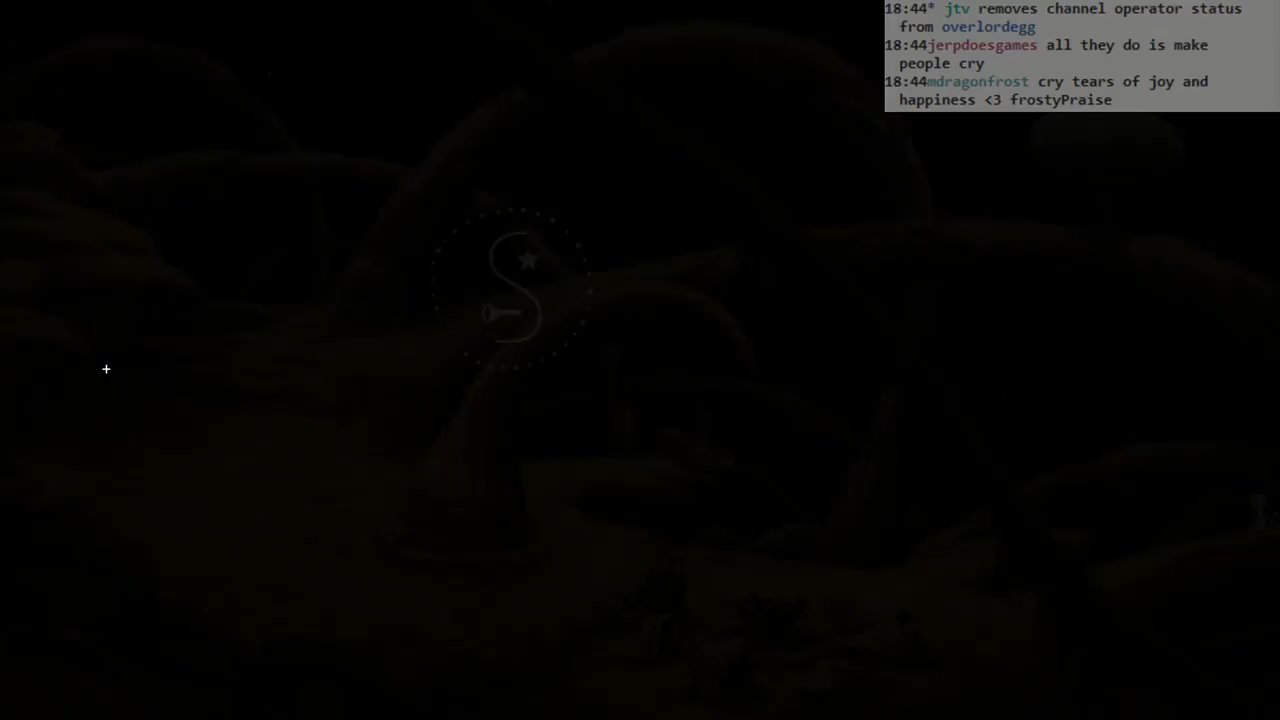 18:44* jtv removes channel operator status
from overlordegg
18:44jerpdoesgames all they do is make
people cry
18:44mdragonfrost cry tears of joy and
happiness <3 frostyPraise